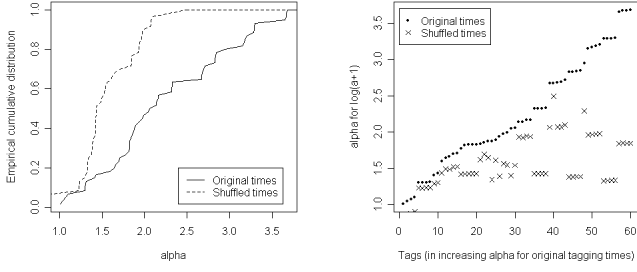 Empirical cumulative distribution
0.0 0.2 0.4 0.6 0.8 1.0
Original times
Shuffled times
1.0 1.5 2.0 2.5 3.0 3.5
alpha
alpha for log(a+1)
1.0 1.5 2.0 2.5 3.0 3.5
Original times
Shuffled times
0 10 20 30 40 50 60
Tags (in increasing alpha for original tagging times)